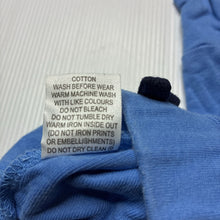 COTTON
WASH BEFORE WEAR
WARM MACHINE WASH
WITH LIKE COLOURS
DO NOT BLEACH
DO NOT TUMBLE DRY
WARM IRON INSIDE OUT
(DO NOT IRON PRINTS
OR EMBELLISHMENTS)
DO NOT DRY CLEAN